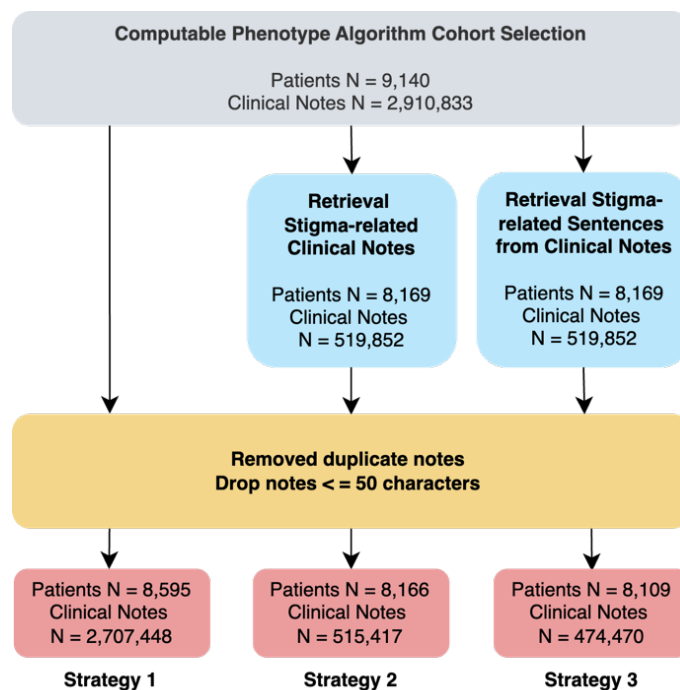 Computable Phenotype Algorithm Cohort Selection
Patients N = 9,140
Clinical Notes N = 2,910,833
Retrieval
Stigma-related
Clinical Notes
Patients N = 8,169
Clinical Notes
N = 519,852
Retrieval Stigma-
related Sentences
from Clinical Notes
Patients N = 8,169
Clinical Notes
N = 519,852
Removed duplicate notes
Drop notes < = 50 characters
Patients N = 8,595
Clinical Notes
N = 2,707,448
Patients N = 8,166
Clinical Notes
N = 515,417
Patients N = 8,109
Clinical Notes
N = 474,470
Strategy 1
Strategy 2
Strategy 3